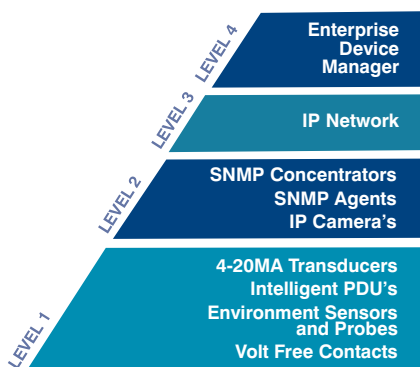 LEVEL 4
Enterprise
Device
Manager
LEVEL 3
IP Network
LEVEL 2
SNMP Concentrators
SNMP Agents
IP Camera's
LEVEL 1
4-20MA Transducers
Intelligent PDU's
Environment Sensors
and Probes
Volt Free Contacts